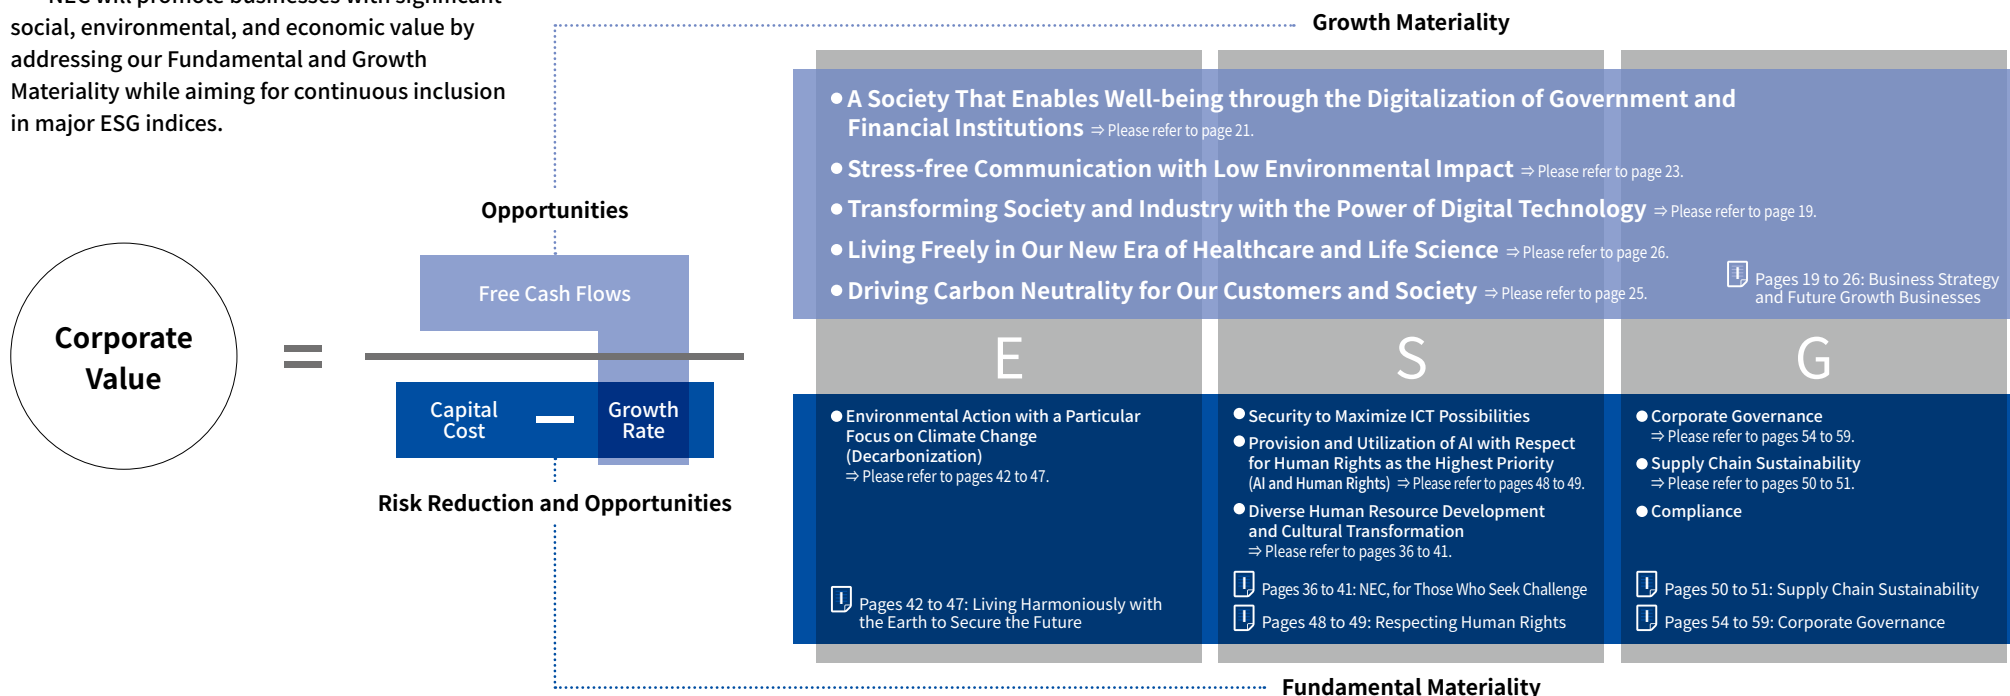 NEC will promote businesses with significant
social, environmental, and economic value by
addressing our Fundamental and Growth
Materiality while aiming for continuous inclusion
in major ESG indices.
Growth Materiality
● A Society That Enables Well-being through the Digitalization of Government and
Financial Institutions ⇒ Please refer to page 21.
● Stress-free Communication with Low Environmental Impact ⇒ Please refer to page 23.
● Transforming Society and Industry with the Power of Digital Technology ⇒ Please refer to page 19.
● Living Freely in Our New Era of Healthcare and Life Science ⇒ Please refer to page 26.
● Driving Carbon Neutrality for Our Customers and Society ⇒ Please refer to page 25.
Pages 19 to 26: Business Strategy
and Future Growth Businesses
Opportunities
Free Cash Flows
Corporate
Value
=
Capital
Cost
—
Growth
Rate
Risk Reduction and Opportunities
E
● Environmental Action with a Particular
Focus on Climate Change
(Decarbonization)
⇒ Please refer to pages 42 to 47.
Pages 42 to 47: Living Harmoniously with
the Earth to Secure the Future
S
● Security to Maximize ICT Possibilities
● Provision and Utilization of AI with Respect
for Human Rights as the Highest Priority
(AI and Human Rights) ⇒ Please refer to pages 48 to 49.
● Diverse Human Resource Development
and Cultural Transformation
⇒ Please refer to pages 36 to 41.
Pages 36 to 41: NEC, for Those Who Seek Challenge
Pages 48 to 49: Respecting Human Rights
G
● Corporate Governance
⇒ Please refer to pages 54 to 59.
● Supply Chain Sustainability
⇒ Please refer to pages 50 to 51.
● Compliance
Pages 50 to 51: Supply Chain Sustainability
Pages 54 to 59: Corporate Governance
Fundamental Materiality